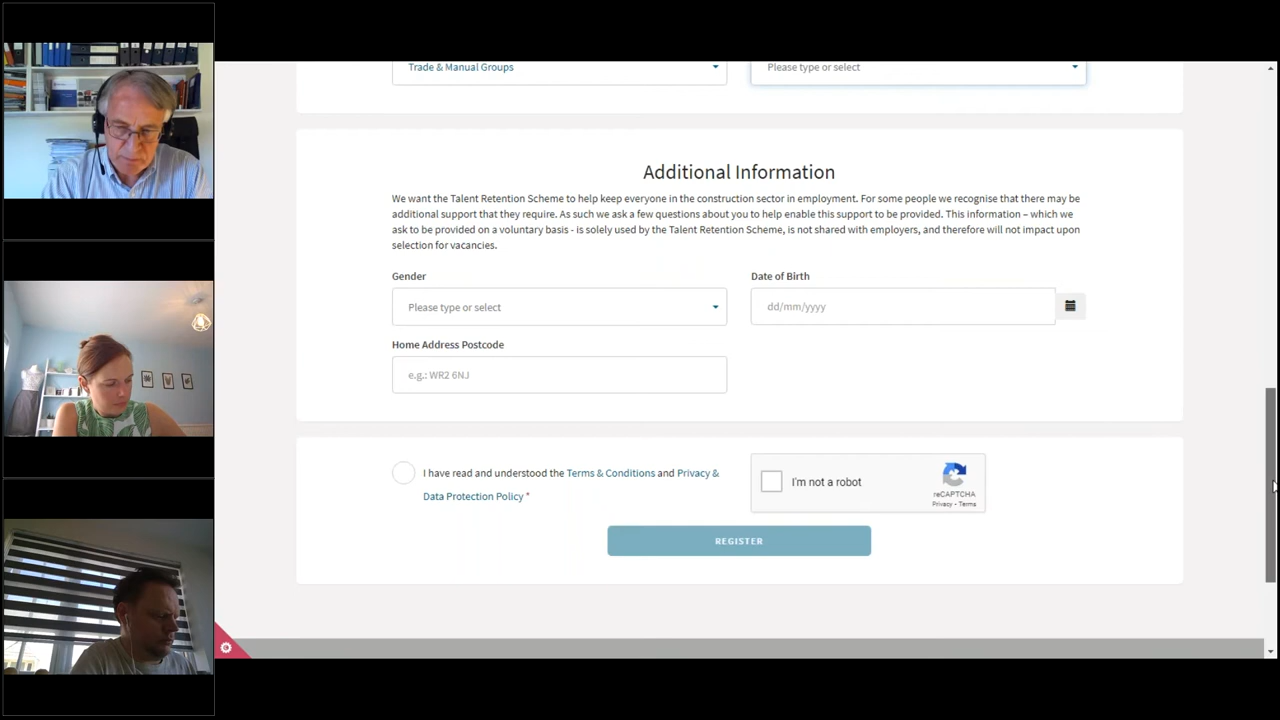 Trade & Manual Groups
Please type or select
Additional Information
We want the Talent Retention Scheme to help keep everyone in the construction sector in employment. For some people we recognise that there may be
additional support that they require. As such we ask a few questions about you to help enable this support to be provided. This information – which we
ask to be provided on a voluntary basis - is solely used by the Talent Retention Scheme, is not shared with employers, and therefore will not impact upon
selection for vacancies.
Gender
Date of Birth
Please type or select
dd/mm/yyyy
Home Address Postcode
e.g.: WR2 6NJ
I have read and understood the Terms & Conditions and Privacy &
Data Protection Policy *
I'm not a robot
reCAPTCHA
Privacy - Terms
REGISTER